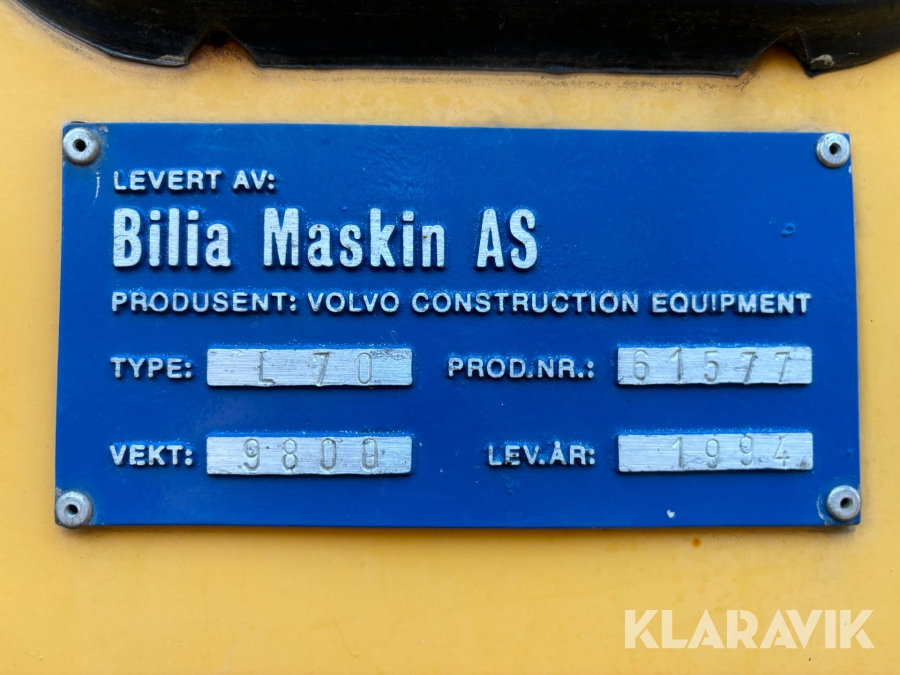 LEVERT AV:
Bilia Maskin AS
PRODUSENT: VOLVO CONSTRUCTION EQUIPMENT
TYPE: L 70 PROD.NR.: 61577
VEKT: 9800 LEV.ÅR: 1994
KLARAVIK